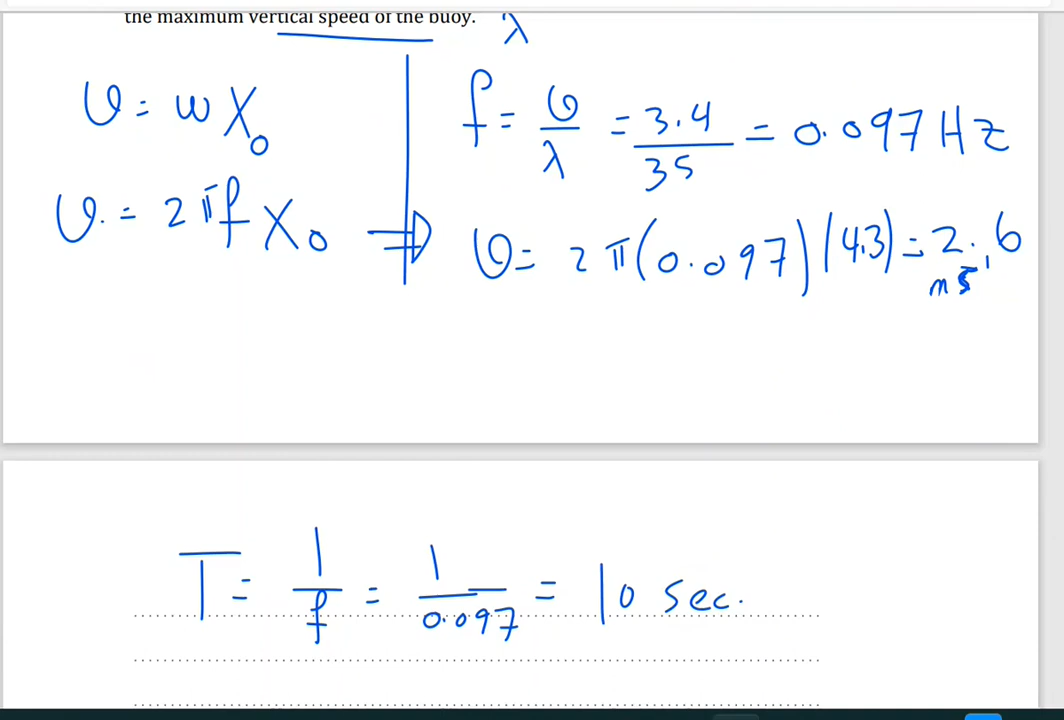 the maximum vertical speed of the buoy.
λ
υ = ω X₀
υ = 2πf X₀ ⇒
f = υ/λ = 3.4/35 = 0.097 Hz
υ = 2π(0.097)(4.3) = 2.6
ms⁻¹
T = 1/f = 1/0.097 = 10 sec.